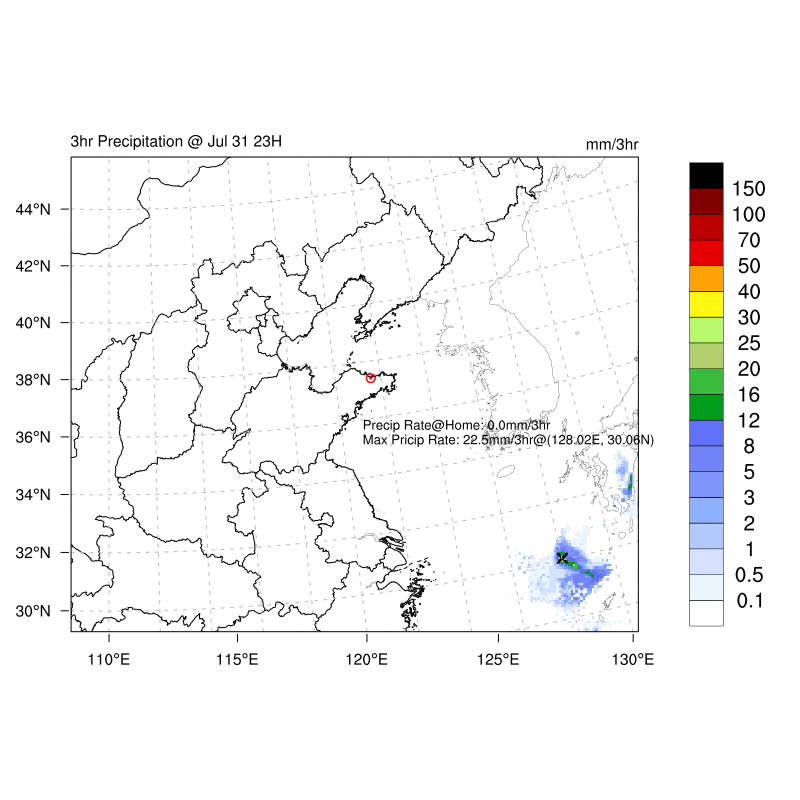 3hr Precipitation @ Jul 31 23H
mm/3hr
44°N
42°N
40°N
38°N
36°N
34°N
32°N
30°N
110°E
115°E
120°E
125°E
130°E
Precip Rate@Home: 0.0mm/3hr
Max Pricip Rate: 22.5mm/3hr@(128.02E, 30.06N)
150
100
70
50
40
30
25
20
16
12
8
5
3
2
1
0.5
0.1